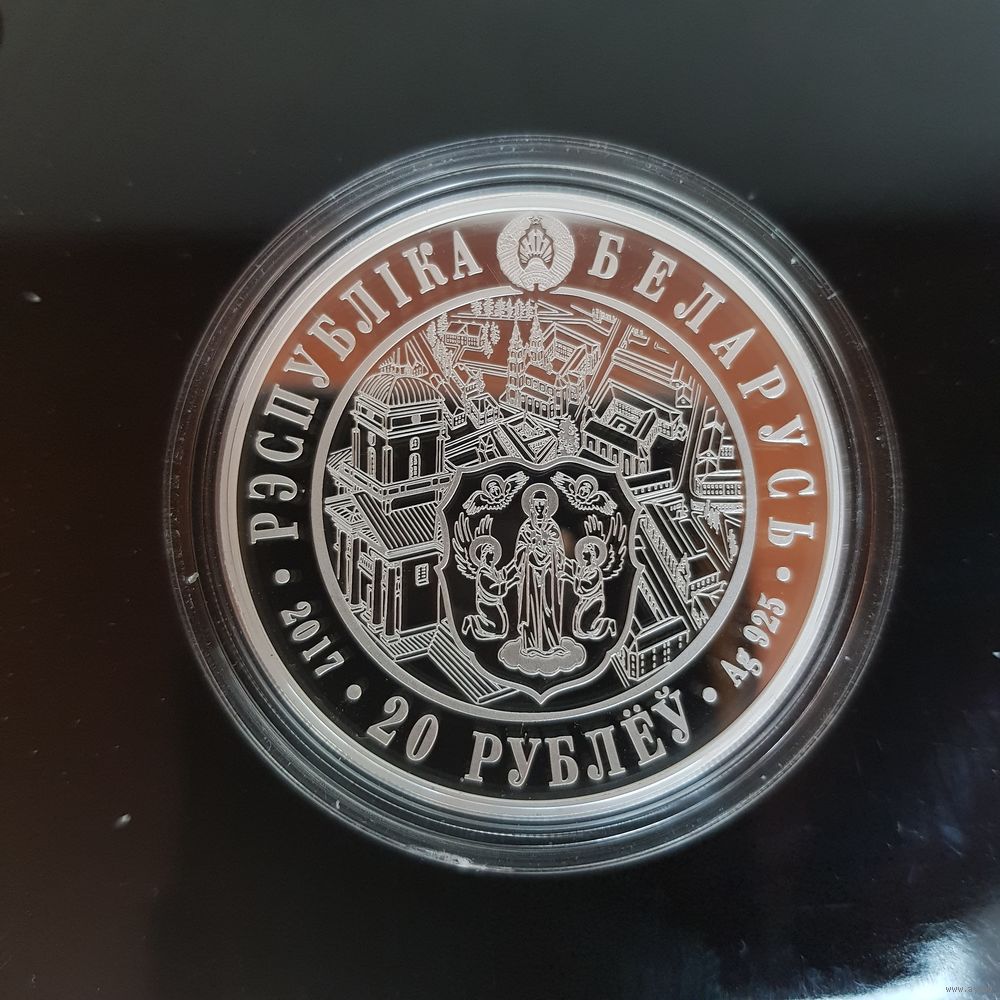 РЭСПУБЛІКА БЕЛАРУСЬ
• 2017 • 20 РУБЛЁЎ • Ag 925 •